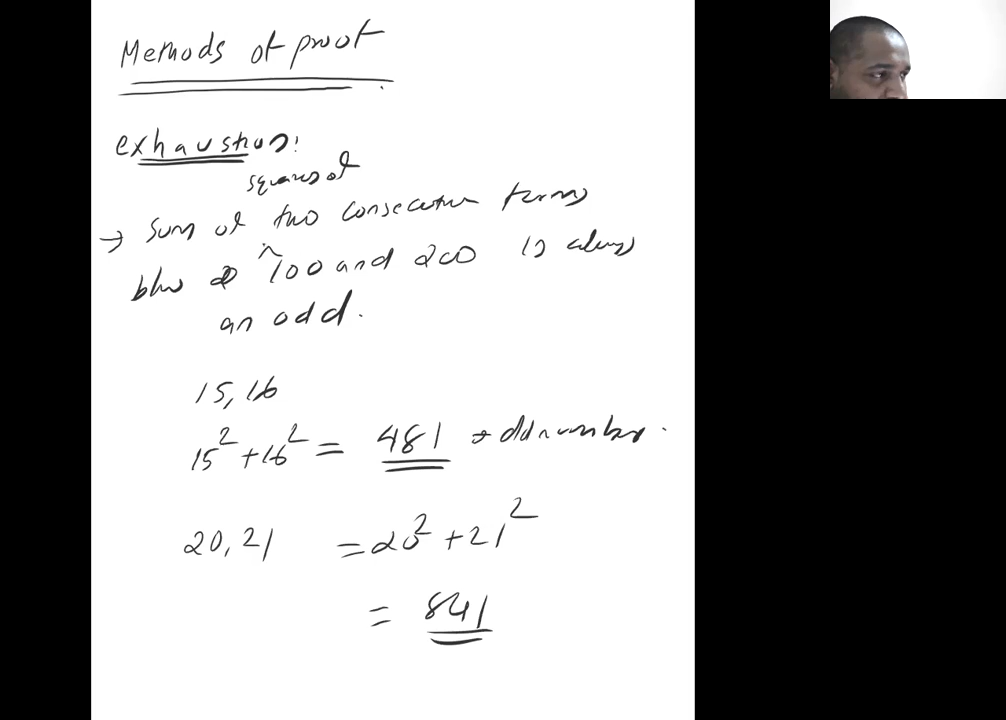 Methods of proof
exhaustion:
squares of
→ Sum of two consecutive terms
^
b/w 100 and 200 is always
an odd.
15, 16
15² + 16² = 481 → odd number.
20, 21 = 20² + 21²
= 841